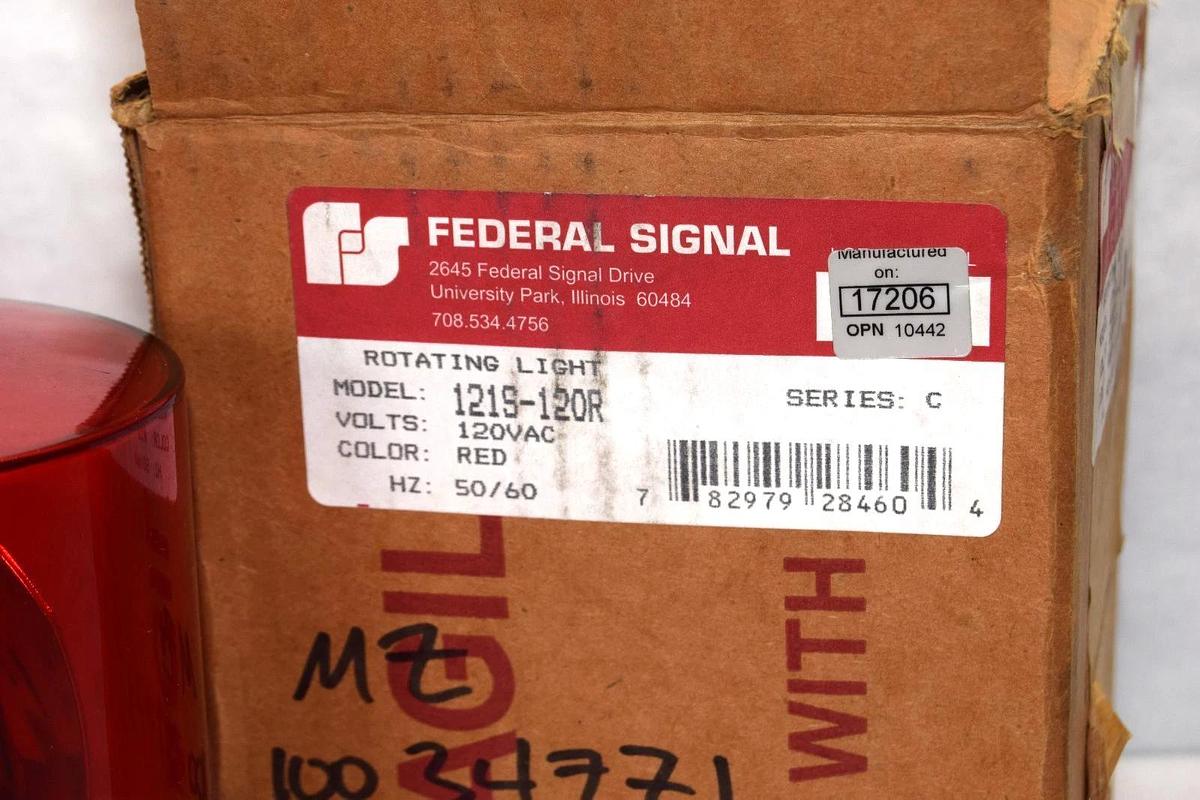 FEDERAL SIGNAL
2645 Federal Signal Drive
University Park, Illinois 60484
708.534.4756
Manufactured
on:
17206
OPN 10442
ROTATING LIGHT
MODEL: 121S-120R
SERIES: C
VOLTS: 120VAC
COLOR: RED
HZ: 50/60
7 82979 28460 4
AGIL
WITH
MZ
10034771